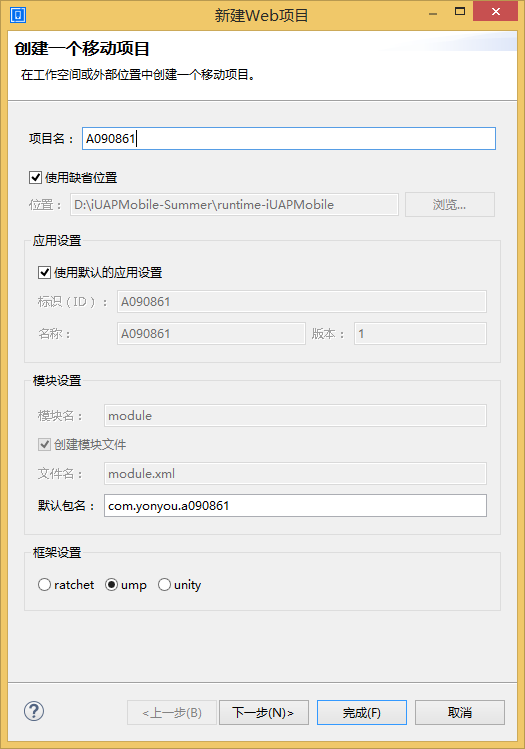 新建Web项目
创建一个移动项目
在工作空间或外部位置中创建一个移动项目。
项目名： A090861
使用缺省位置
位置： D:\iUAPMobile-Summer\runtime-iUAPMobile 浏览...
应用设置
使用默认的应用设置
标识（ID）： A090861
名称： A090861 版本： 1
模块设置
模块名： module
创建模块文件
文件名： module.xml
默认包名： com.yonyou.a090861
框架设置
ratchet ump unity
<上一步(B) 下一步(N)> 完成(F) 取消